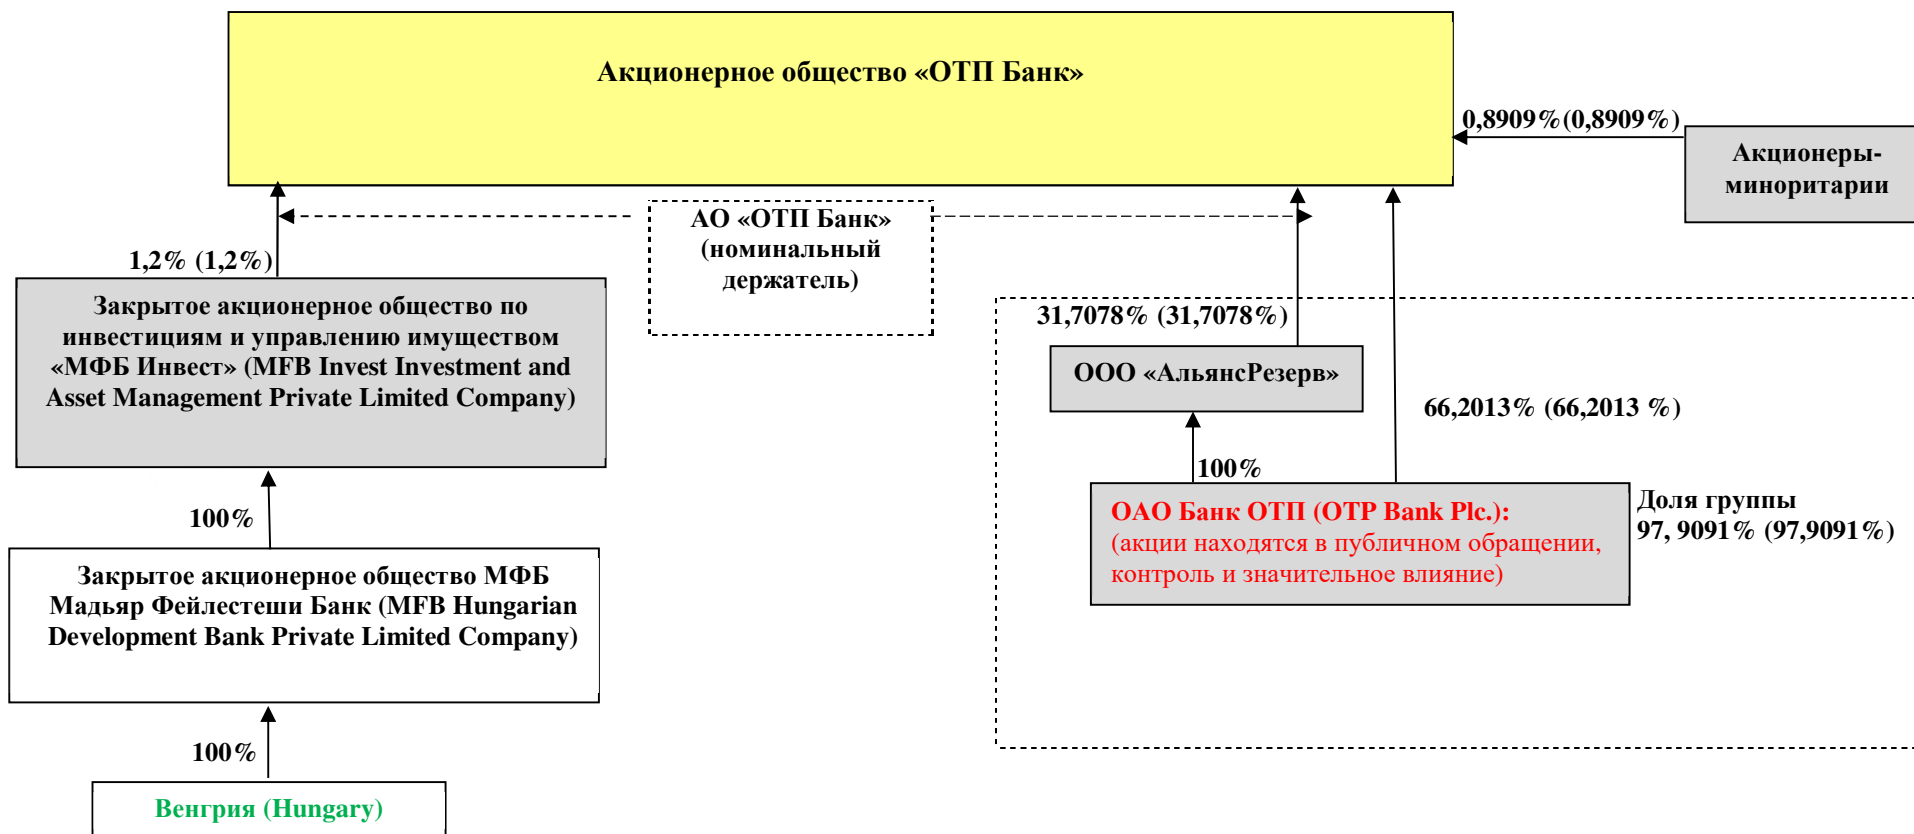 Акционерное общество «ОТП Банк»
0,8909%(0,8909%)
Акционеры-
миноритарии
АО «ОТП Банк»
(номинальный
держатель)
1,2% (1,2%)
Закрытое акционерное общество по
инвестициям и управлению имуществом
«МФБ Инвест» (MFB Invest Investment and
Asset Management Private Limited Company)
31,7078% (31,7078%)
ООО «АльянсРезерв»
66,2013% (66,2013 %)
100%
ОАО Банк ОТП (OTP Bank Plc.):
(акции находятся в публичном обращении,
контроль и значительное влияние)
Доля группы
97, 9091% (97,9091%)
100%
Закрытое акционерное общество МФБ
Мадьяр Фейлестеши Банк (MFB Hungarian
Development Bank Private Limited Company)
100%
Венгрия (Hungary)